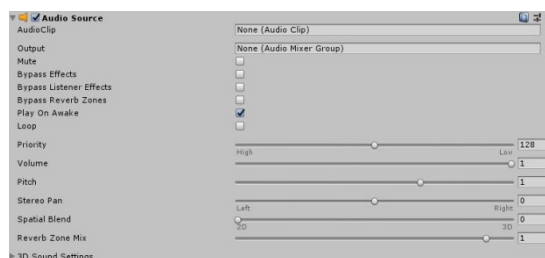 Audio Source
AudioClip None (Audio Clip)
Output None (Audio Mixer Group)
Mute
Bypass Effects
Bypass Listener Effects
Bypass Reverb Zones
Play On Awake
Loop
Priority 128
High Low
Volume 1
Pitch 1
Stereo Pan 0
Left Right
Spatial Blend 0
2D 3D
Reverb Zone Mix 1
3D Sound Settings